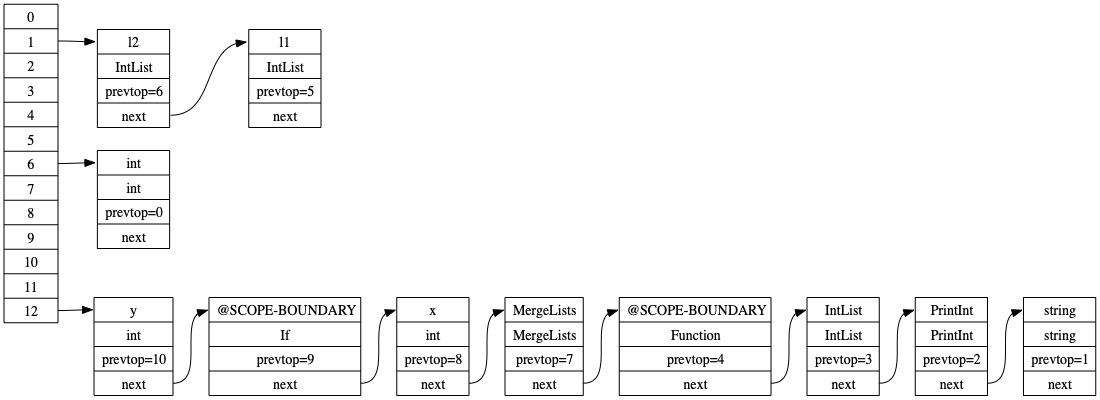 0
1
2
3
4
5
6
7
8
9
10
11
12
l2
IntList
prevtop=6
next
l1
IntList
prevtop=5
next
int
int
prevtop=0
next
y
int
prevtop=10
next
@SCOPE-BOUNDARY
If
prevtop=9
next
x
int
prevtop=8
next
MergeLists
MergeLists
prevtop=7
next
@SCOPE-BOUNDARY
Function
prevtop=4
next
IntList
IntList
prevtop=3
next
PrintInt
PrintInt
prevtop=2
next
string
string
prevtop=1
next